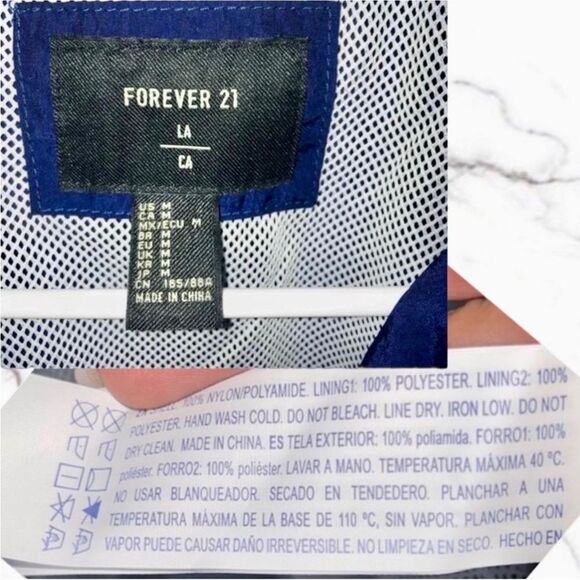 FOREVER 21
LA
CA
US M
CA M
MX/ECU M
BR M
EU M
UK M
KR M
JP M
CN 165/88A
MADE IN CHINA
EN SHELL: 100% NYLON/POLYAMIDE. LINING1: 100% POLYESTER. LINING2: 100%
POLYESTER. HAND WASH COLD. DO NOT BLEACH. LINE DRY. IRON LOW. DO NOT
DRY CLEAN. MADE IN CHINA. ES TELA EXTERIOR: 100% poliamida. FORRO1: 100%
poliéster. FORRO2: 100% poliéster. LAVAR A MANO. TEMPERATURA MÁXIMA 40 ºC.
NO USAR BLANQUEADOR. SECADO EN TENDEDERO. PLANCHAR A UNA
TEMPERATURA MÁXIMA DE LA BASE DE 110 ºC, SIN VAPOR. PLANCHAR CON
VAPOR PUEDE CAUSAR DAÑO IRREVERSIBLE. NO LIMPIEZA EN SECO. HECHO EN